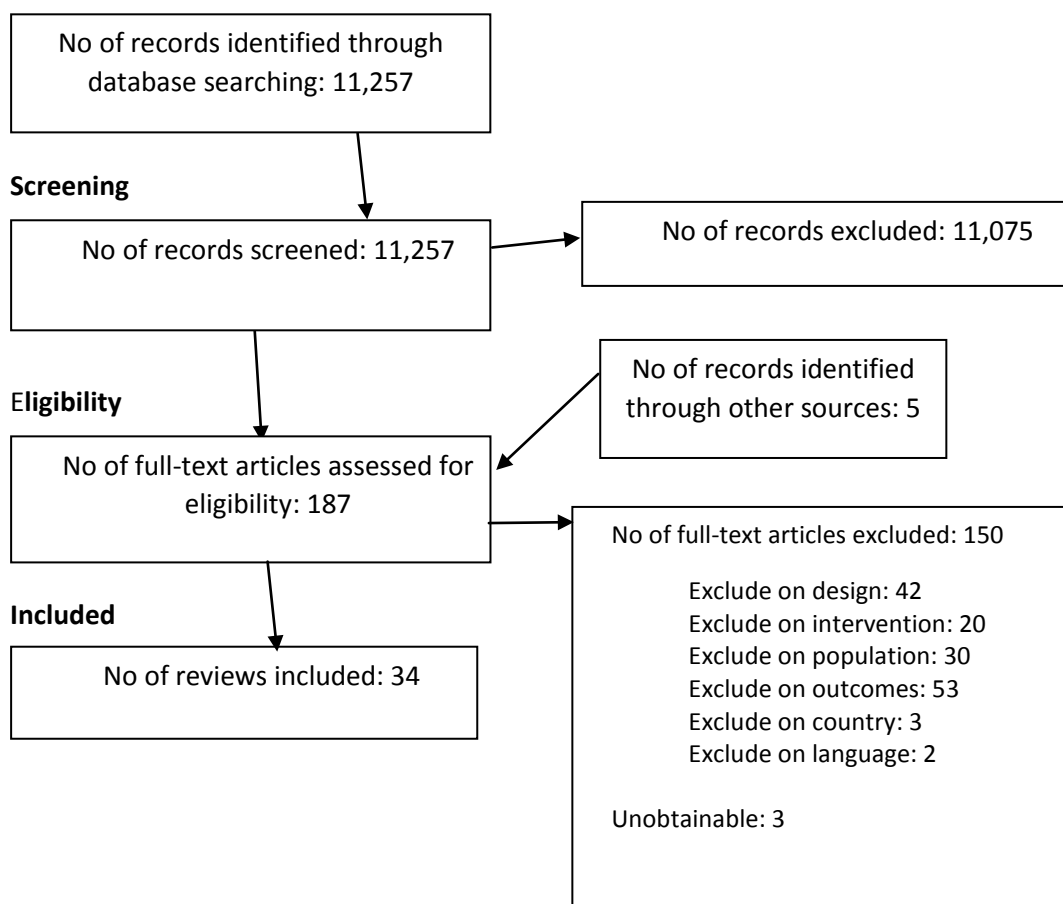 No of records identified through
database searching: 11,257
Screening
No of records screened: 11,257
No of records excluded: 11,075
No of records identified
through other sources: 5
Eligibility
No of full-text articles assessed for
eligibility: 187
No of full-text articles excluded: 150
Exclude on design: 42
Exclude on intervention: 20
Exclude on population: 30
Exclude on outcomes: 53
Exclude on country: 3
Exclude on language: 2
Unobtainable: 3
Included
No of reviews included: 34